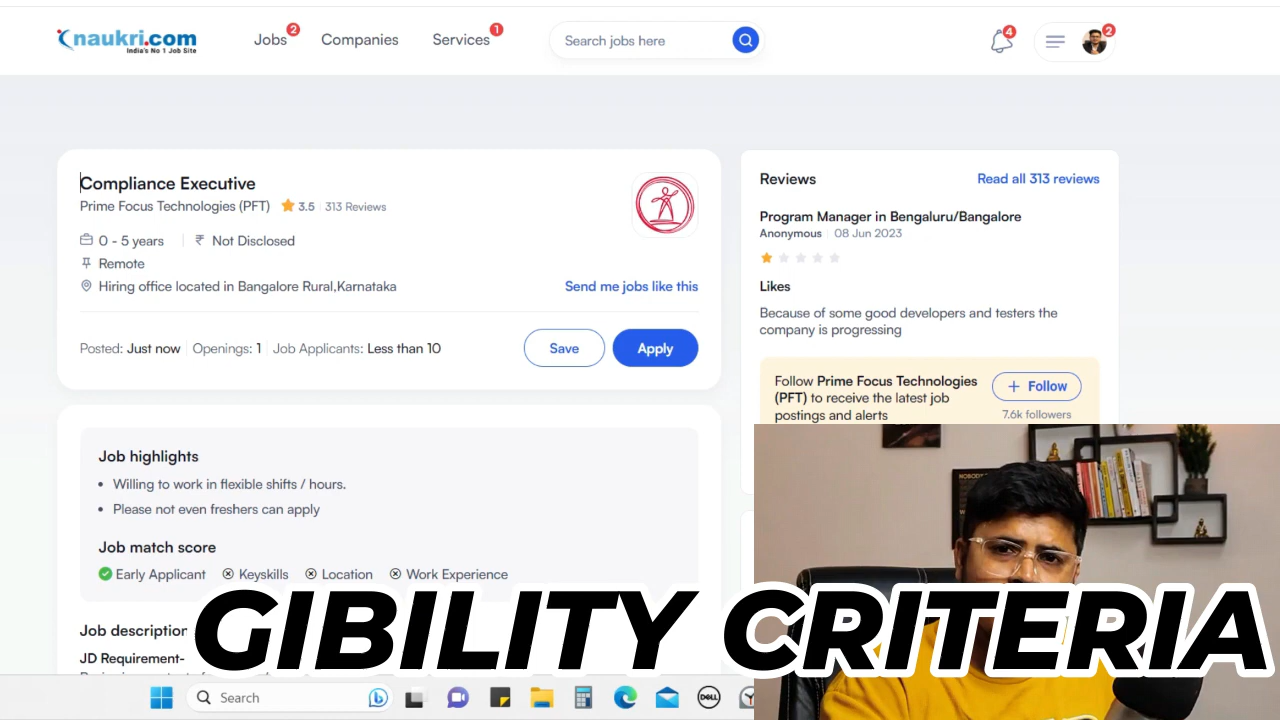 naukri.com
India's No 1 Job Site
Jobs 2
Companies
Services 1
Search jobs here
4
2
Compliance Executive
Prime Focus Technologies (PFT) 3.5 313 Reviews
0 - 5 years ₹ Not Disclosed
Remote
Hiring office located in Bangalore Rural,Karnataka
Send me jobs like this
Posted: Just now Openings: 1 Job Applicants: Less than 10
Save
Apply
Job highlights
• Willing to work in flexible shifts / hours.
• Please not even freshers can apply
Job match score
Early Applicant Keyskills Location Work Experience
Job description
JD Requirement-
Reviews
Read all 313 reviews
Program Manager in Bengaluru/Bangalore
Anonymous 08 Jun 2023
Likes
Because of some good developers and testers the
company is progressing
Follow Prime Focus Technologies
(PFT) to receive the latest job
postings and alerts
+ Follow
7.6k followers
NOBODY
GIBILITY CRITERIA
Search
DELL